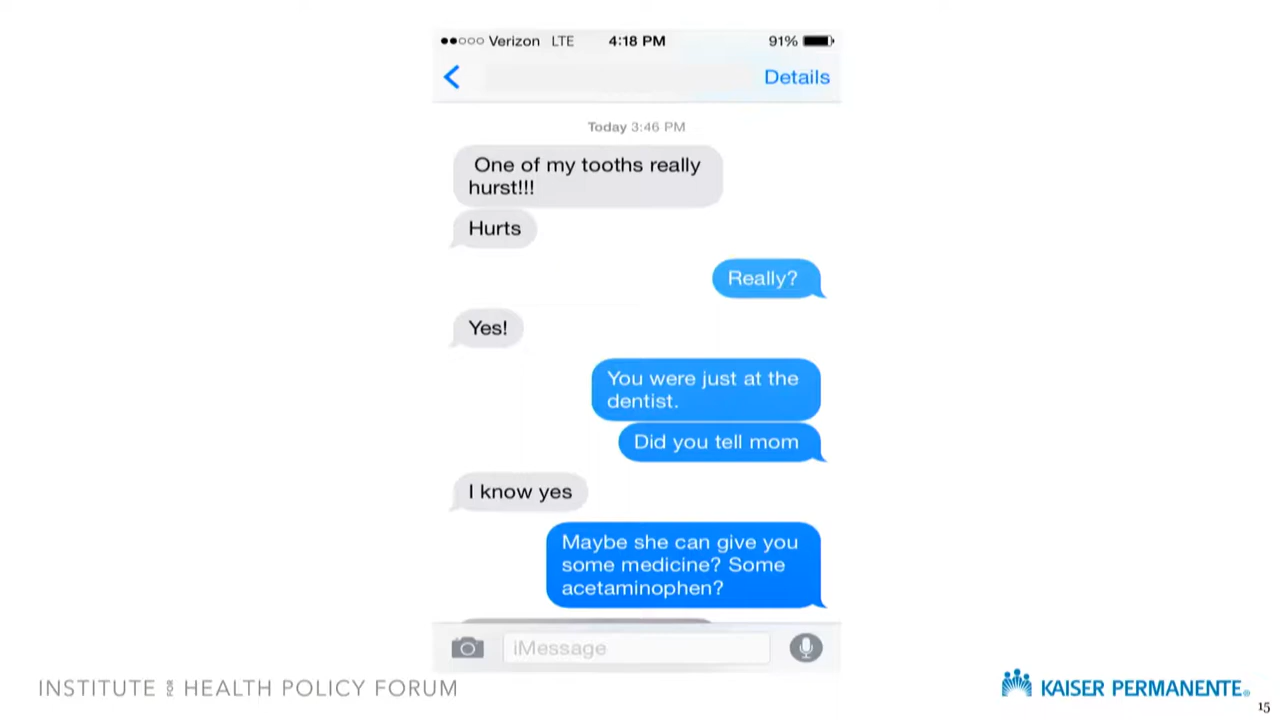 Verizon LTE 4:18 PM 91%
Details
Today 3:46 PM
One of my tooths really
hurst!!!
Hurts
Really?
Yes!
You were just at the
dentist.
Did you tell mom
I know yes
Maybe she can give you
some medicine? Some
acetaminophen?
iMessage
INSTITUTE FOR HEALTH POLICY FORUM
KAISER PERMANENTE®
15